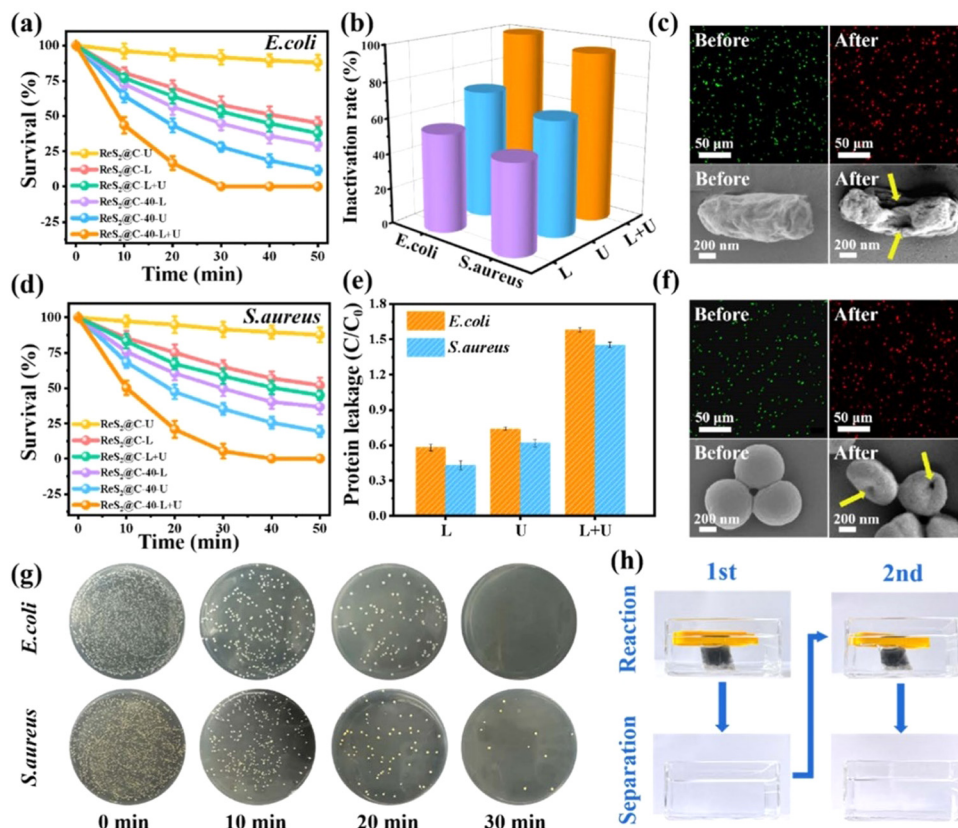 (a)
E.coli
Survival (%)
100
75
50
25
0
-25
ReS₂@C-U
ReS₂@C-L
ReS₂@C-L+U
ReS₂@C-40-L
ReS₂@C-40-U
ReS₂@C-40-L+U
0 10 20 30 40 50
Time (min)
(b)
Inactivation rate (%)
100
80
60
40
20
0
E.coli
S.aureus
L
U
L+U
(c)
Before
After
50 μm
50 μm
Before
After
200 nm
200 nm
(d)
S.aureus
Survival (%)
100
75
50
25
0
-25
ReS₂@C-U
ReS₂@C-L
ReS₂@C-L+U
ReS₂@C-40-L
ReS₂@C-40-U
ReS₂@C-40-L+U
0 10 20 30 40 50
Time (min)
(e)
Protein leakage (C/C₀)
1.8
1.5
1.2
0.9
0.6
0.3
0.0
E.coli
S.aureus
L U L+U
(f)
Before
After
50 μm
50 μm
Before
After
200 nm
200 nm
(g)
E.coli
S.aureus
0 min 10 min 20 min 30 min
(h)
1st 2nd
Reaction
Separation